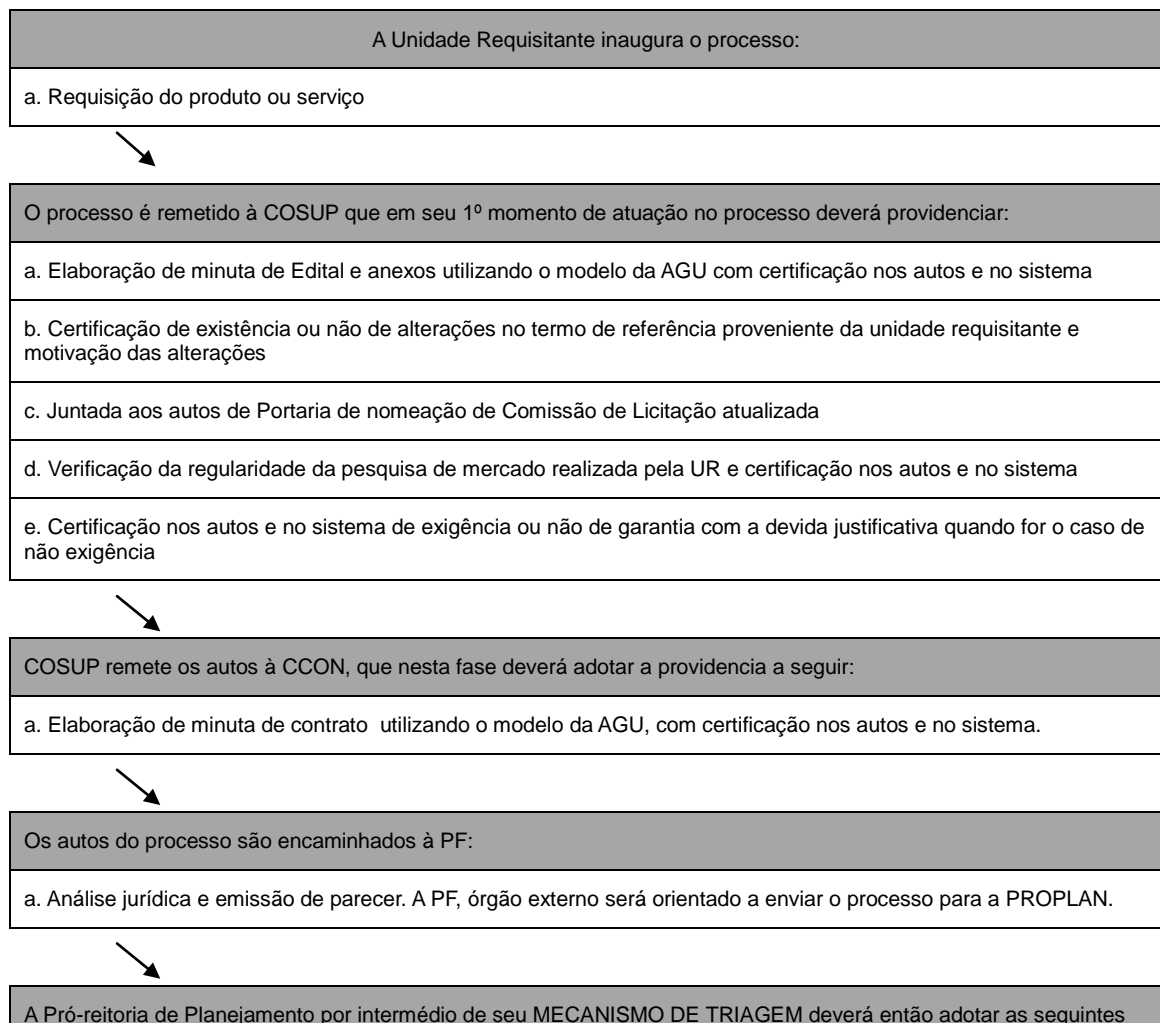 A Unidade Requisitante inaugura o processo:
a. Requisição do produto ou serviço
O processo é remetido à COSUP que em seu 1º momento de atuação no processo deverá providenciar:
a. Elaboração de minuta de Edital e anexos utilizando o modelo da AGU com certificação nos autos e no sistema
b. Certificação de existência ou não de alterações no termo de referência proveniente da unidade requisitante e
motivação das alterações
c. Juntada aos autos de Portaria de nomeação de Comissão de Licitação atualizada
d. Verificação da regularidade da pesquisa de mercado realizada pela UR e certificação nos autos e no sistema
e. Certificação nos autos e no sistema de exigência ou não de garantia com a devida justificativa quando for o caso de
não exigência
COSUP remete os autos à CCON, que nesta fase deverá adotar a providencia a seguir:
a. Elaboração de minuta de contrato utilizando o modelo da AGU, com certificação nos autos e no sistema.
Os autos do processo são encaminhados à PF:
a. Análise jurídica e emissão de parecer. A PF, órgão externo será orientado a enviar o processo para a PROPLAN.
A Pró-reitoria de Planejamento por intermédio de seu MECANISMO DE TRIAGEM deverá então adotar as seguintes